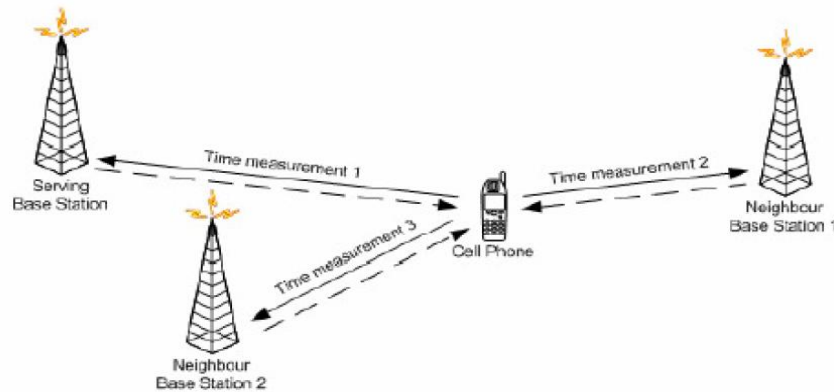 Time measurement 1
Time measurement 2
Serving
Base Station
Neighbour
Base Station 1
Time measurement 3
Cell Phone
Neighbour
Base Station 2